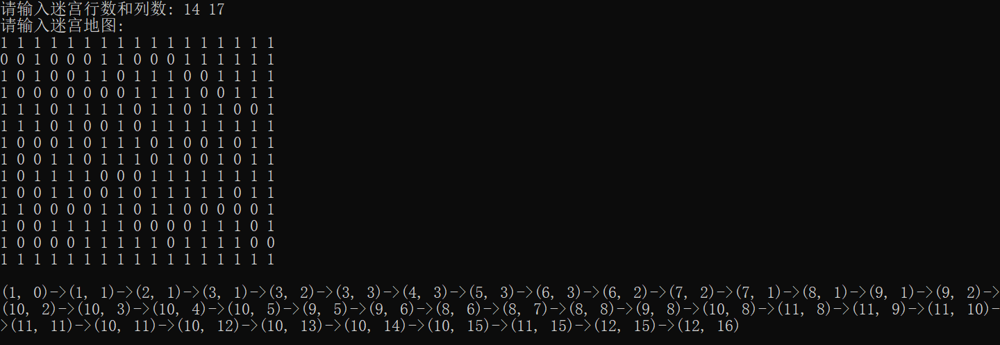 请输入迷宫行数和列数: 14 17
请输入迷宫地图:
1 1 1 1 1 1 1 1 1 1 1 1 1 1 1 1 1
0 0 1 0 0 0 1 1 0 0 0 1 1 1 1 1 1
1 0 1 0 0 1 1 0 1 1 1 0 0 1 1 1 1
1 0 0 0 0 0 0 0 1 1 1 1 0 0 1 1 1
1 1 1 0 1 1 1 1 0 1 1 0 1 1 0 0 1
1 1 1 0 1 0 0 1 0 1 1 1 1 1 1 1 1
1 0 0 0 1 0 1 1 1 0 1 0 0 1 0 1 1
1 0 0 1 1 0 1 1 1 0 1 0 0 1 0 1 1
1 0 1 1 1 1 0 0 0 1 1 1 1 1 1 1 1
1 0 0 1 1 0 0 1 0 1 1 1 1 1 0 1 1
1 1 0 0 0 0 1 1 0 1 1 0 0 0 0 0 1
1 0 0 1 1 1 1 1 0 0 0 0 1 1 1 0 1
1 0 0 0 0 1 1 1 1 1 0 1 1 1 1 0 0
1 1 1 1 1 1 1 1 1 1 1 1 1 1 1 1 1
(1, 0)->(1, 1)->(2, 1)->(3, 1)->(3, 2)->(3, 3)->(4, 3)->(5, 3)->(6, 3)->(6, 2)->(7, 2)->(7, 1)->(8, 1)->(9, 1)->(9, 2)->
(10, 2)->(10, 3)->(10, 4)->(10, 5)->(9, 5)->(9, 6)->(8, 6)->(8, 7)->(8, 8)->(9, 8)->(10, 8)->(11, 8)->(11, 9)->(11, 10)-
>(11, 11)->(10, 11)->(10, 12)->(10, 13)->(10, 14)->(10, 15)->(11, 15)->(12, 15)->(12, 16)